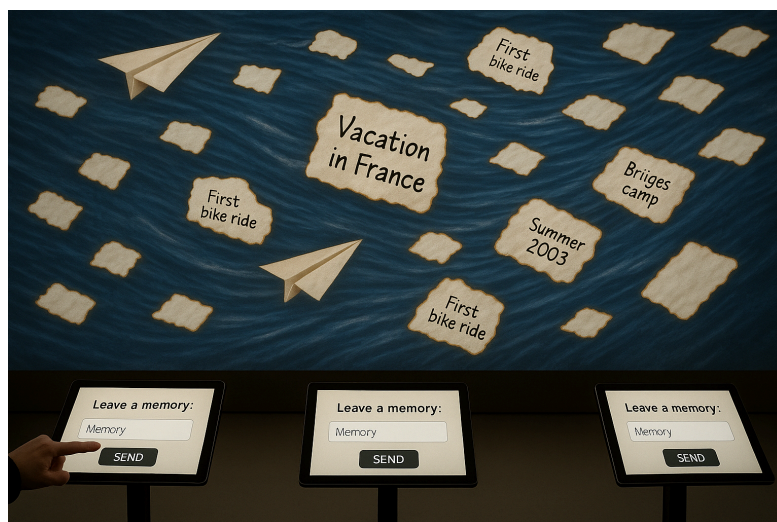 First
bike ride
Vacation
in France
Briiges
camp
First
bike ride
Summer
2003
First
bike ride
Leave a memory:
Memory
SEND
Leave a memory:
Memory
SEND
Leave a memory:
Memory
SEND